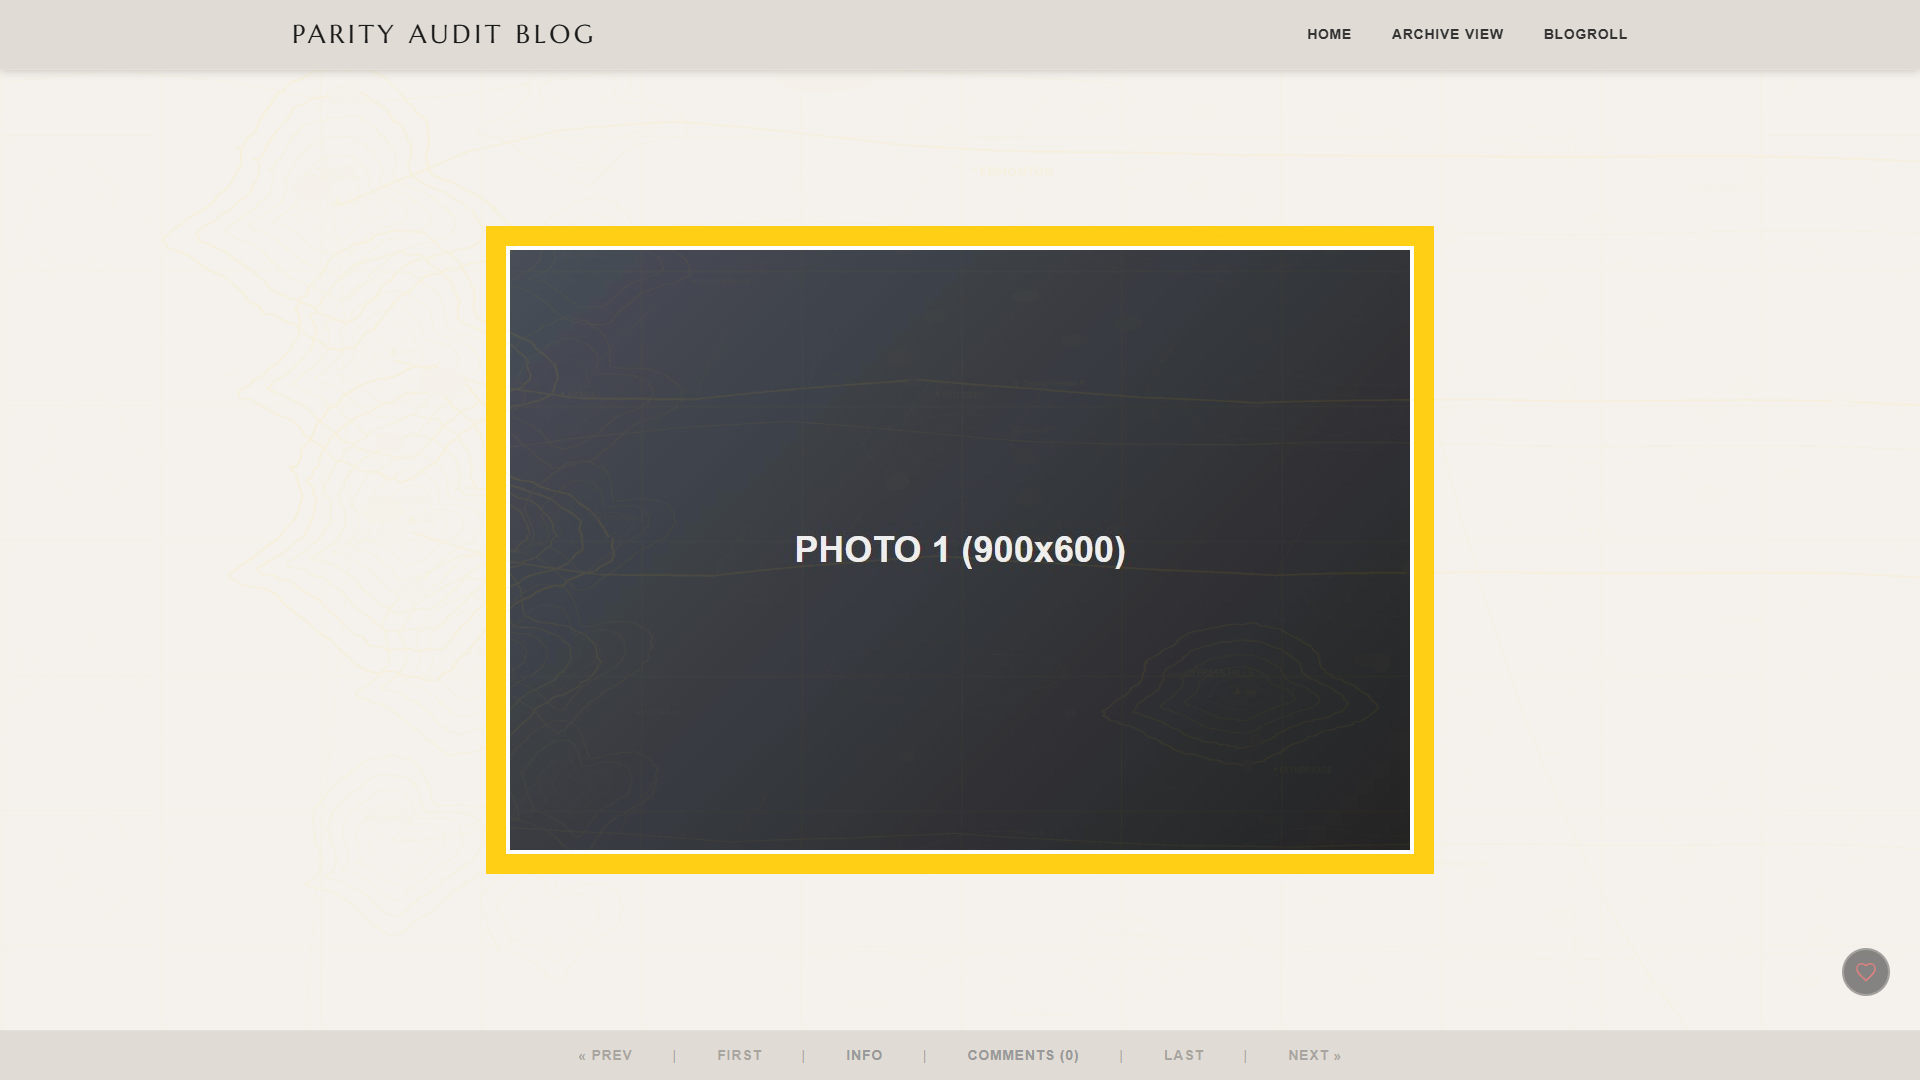 PARITY AUDIT BLOG
HOME ARCHIVE VIEW BLOGROLL
PHOTO 1 (900x600)
« PREV | FIRST | INFO | COMMENTS (0) | LAST | NEXT »